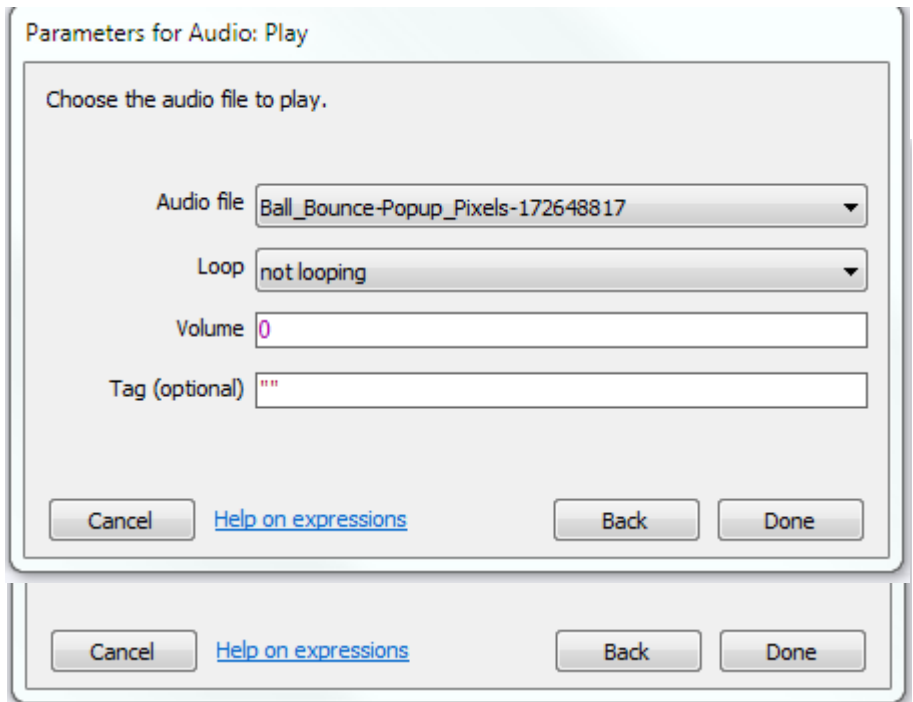 Parameters for Audio: Play
Choose the audio file to play.
Audio file Ball_Bounce-Popup_Pixels-172648817
Loop not looping
Volume 0
Tag (optional) ""
Cancel Help on expressions Back Done
Cancel Help on expressions Back Done